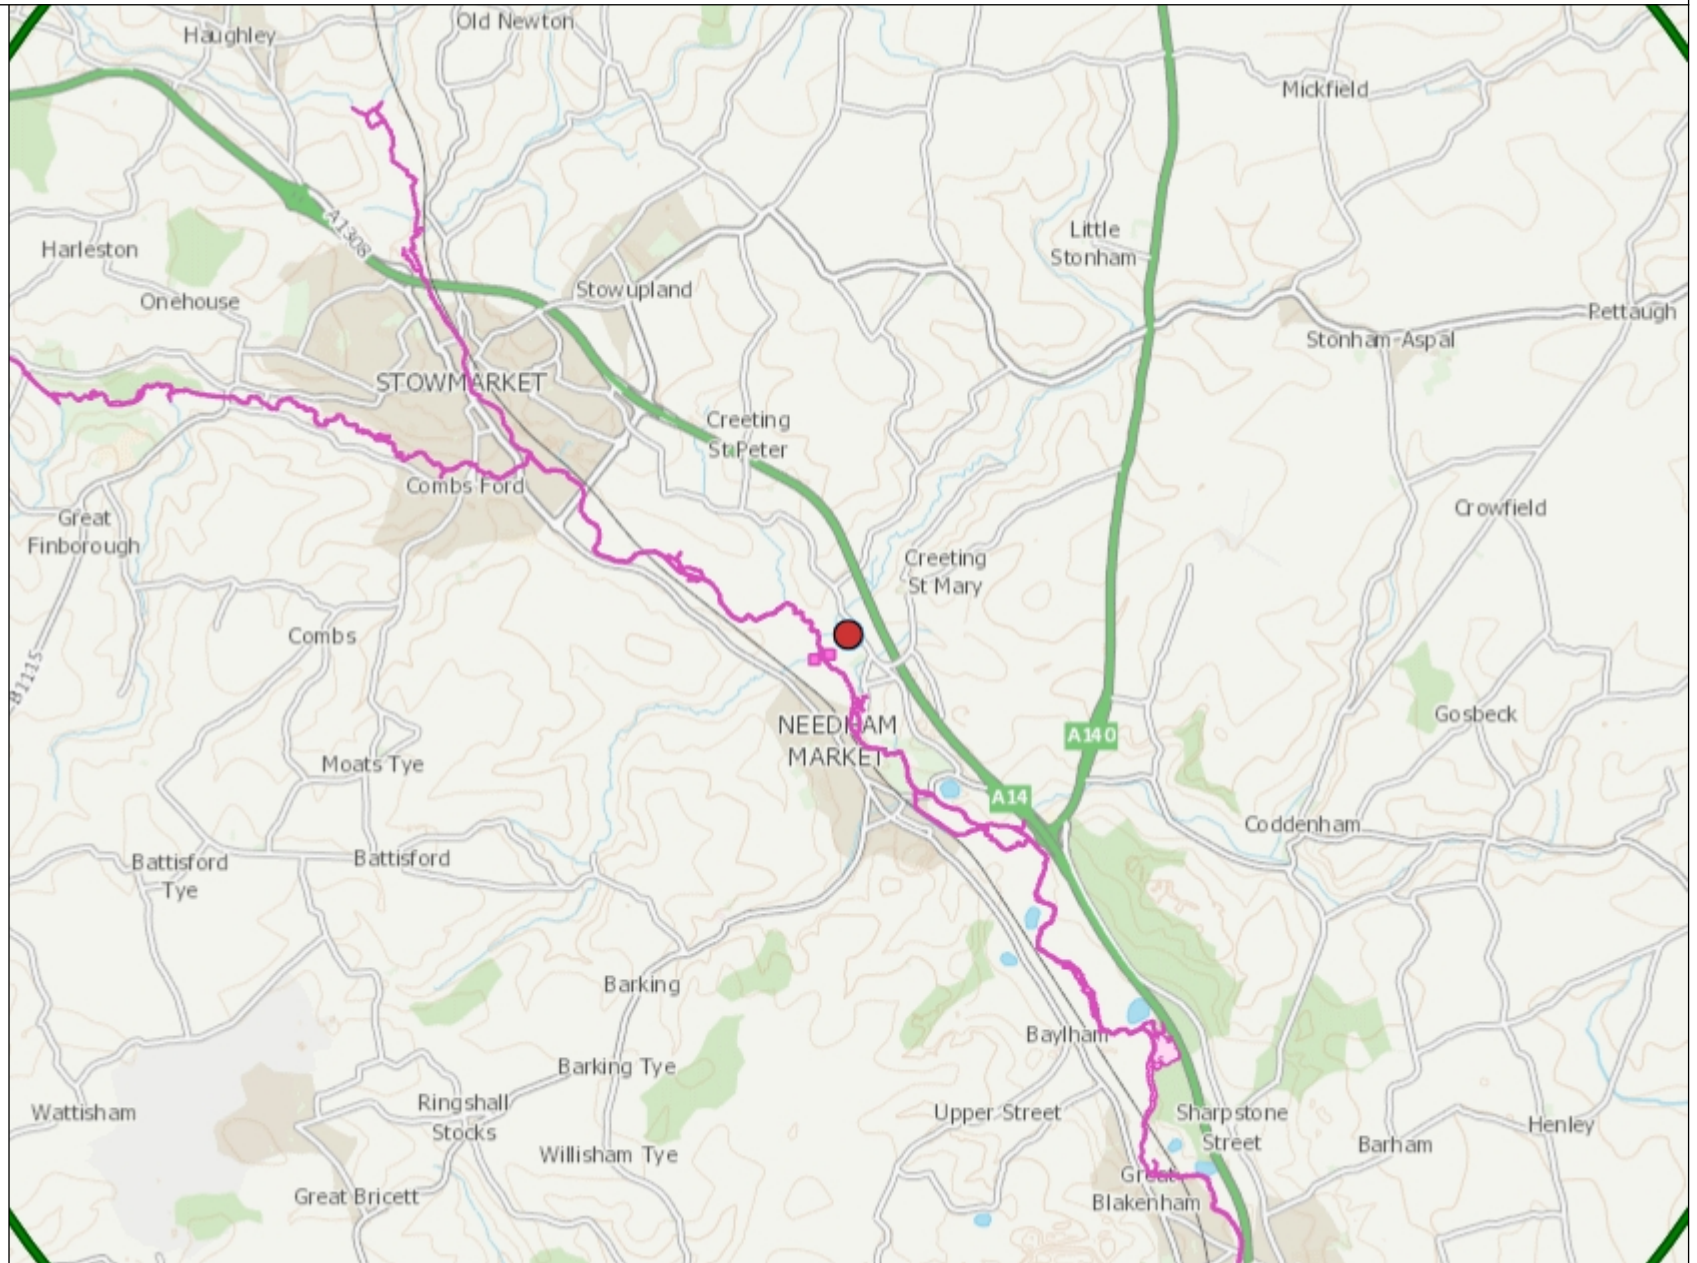 Old Newton
Haughley
Mickfield
A1308
Harleston
Little
Stonham
Stowupland
Onehouse
Pettaugh
Stonham-Aspal
STOWMARKET
Creeting
St Peter
Combs Ford
Crowfield
Great
Finborough
Creeting
St Mary
Combs
B1115
Gosbeck
NEEDHAM
MARKET
A140
Moats Tye
A14
Coddenham
Battisford
Tye
Battisford
Barking
Baylham
Barking Tye
Wattisham
Ringshall
Stocks
Upper Street
Sharpstone
Street
Henley
Barham
Willisham Tye
Great Bricett
Great
Blakenham